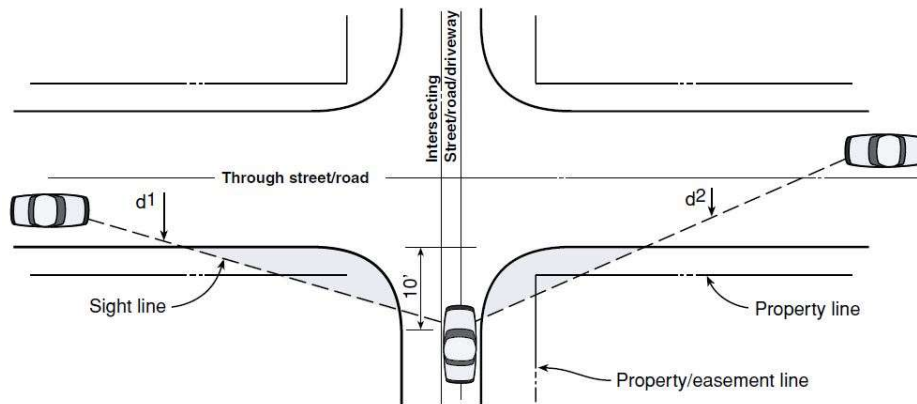 Intersecting
Street/road/driveway
Through street/road
d1
d2
10'
Sight line
Property line
Property/easement line